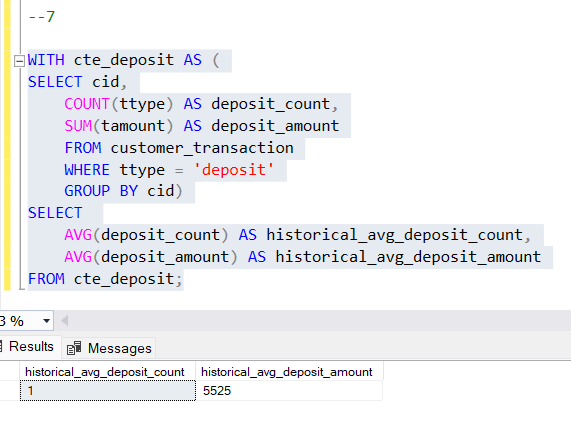 --7
WITH cte_deposit AS (
SELECT cid,
COUNT(ttype) AS deposit_count,
SUM(tamount) AS deposit_amount
FROM customer_transaction
WHERE ttype = 'deposit'
GROUP BY cid)
SELECT
AVG(deposit_count) AS historical_avg_deposit_count,
AVG(deposit_amount) AS historical_avg_deposit_amount
FROM cte_deposit;
3 %
Results Messages
historical_avg_deposit_count historical_avg_deposit_amount
1 5525